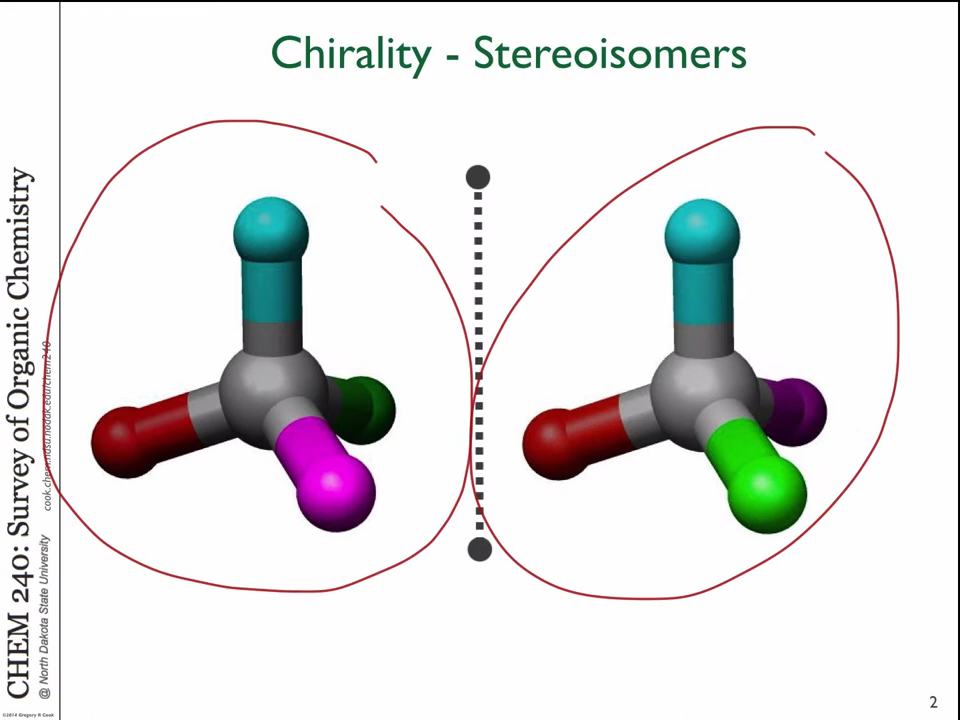 Chirality - Stereoisomers
CHEM 240: Survey of Organic Chemistry
cook.chem.ndsu.nodak.edu/chem240
@ North Dakota State University
©2014 Gregory R Cook
2